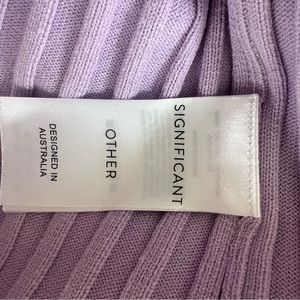 SIGNIFICANT
OTHER
DESIGNED IN
AUSTRALIA